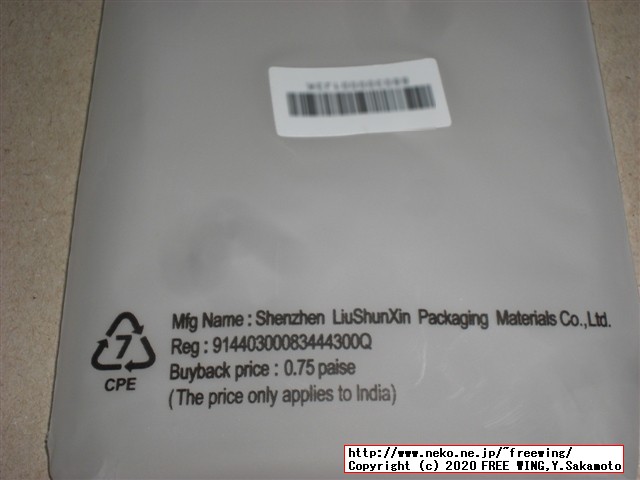 Mfg Name : Shenzhen LiuShunXin Packaging Materials Co.,Ltd.
Reg : 91440300083444300Q
Buyback price : 0.75 paise
(The price only applies to India)
7
CPE
http://www.neko.ne.jp/~freewing/
Copyright (c) 2020 FREE WING,Y.Sakamoto